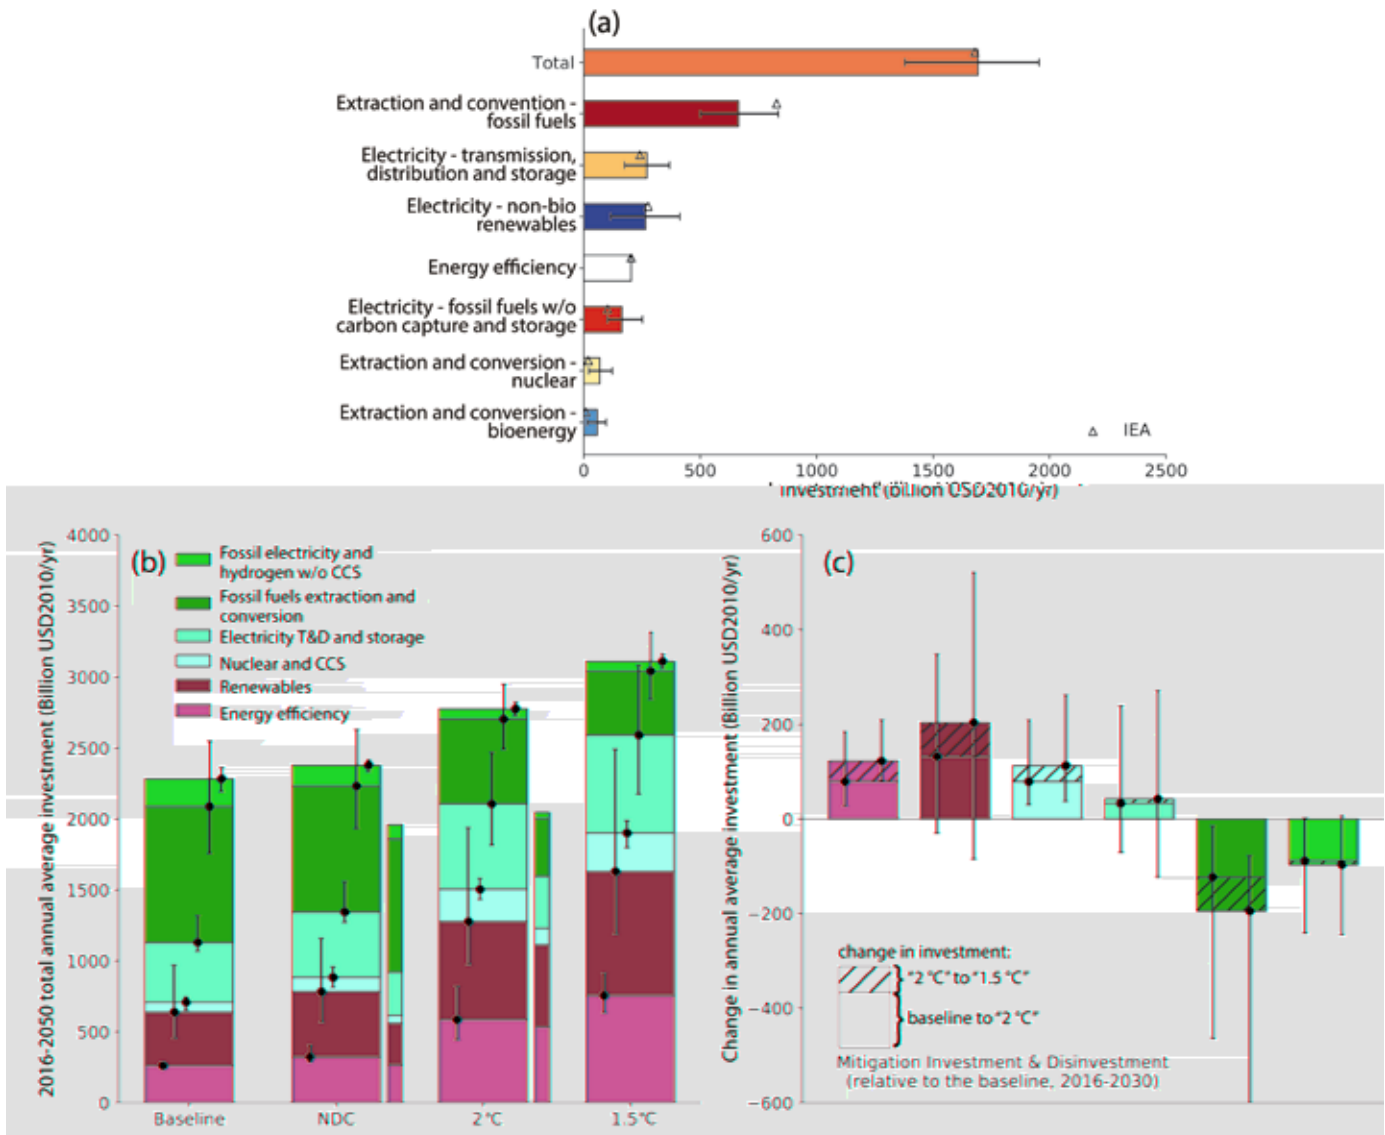 (a)
Total
Extraction and convention -
fossil fuels
Electricity - transmission,
distribution and storage
Electricity - non-bio
renewables
Energy efficiency
Electricity - fossil fuels w/o
carbon capture and storage
Extraction and conversion -
nuclear
Extraction and conversion -
bioenergy
IEA
0 500 1000 1500 2000 2500
Investment (Billion USD2010/yr)
(b)
2016-2050 total annual average investment (Billion USD2010/yr)
4000
3500
3000
2500
2000
1500
1000
500
0
Fossil electricity and
hydrogen w/o CCS
Fossil fuels extraction and
conversion
Electricity T&D and storage
Nuclear and CCS
Renewables
Energy efficiency
Baseline NDC 2°C 1.5°C
(c)
Change in annual average investment (Billion USD2010/yr)
600
400
200
0
−200
−400
−600
change in investment:
"2 °C" to "1.5 °C"
baseline to "2 °C"
Mitigation Investment & Disinvestment
(relative to the baseline, 2016-2030)